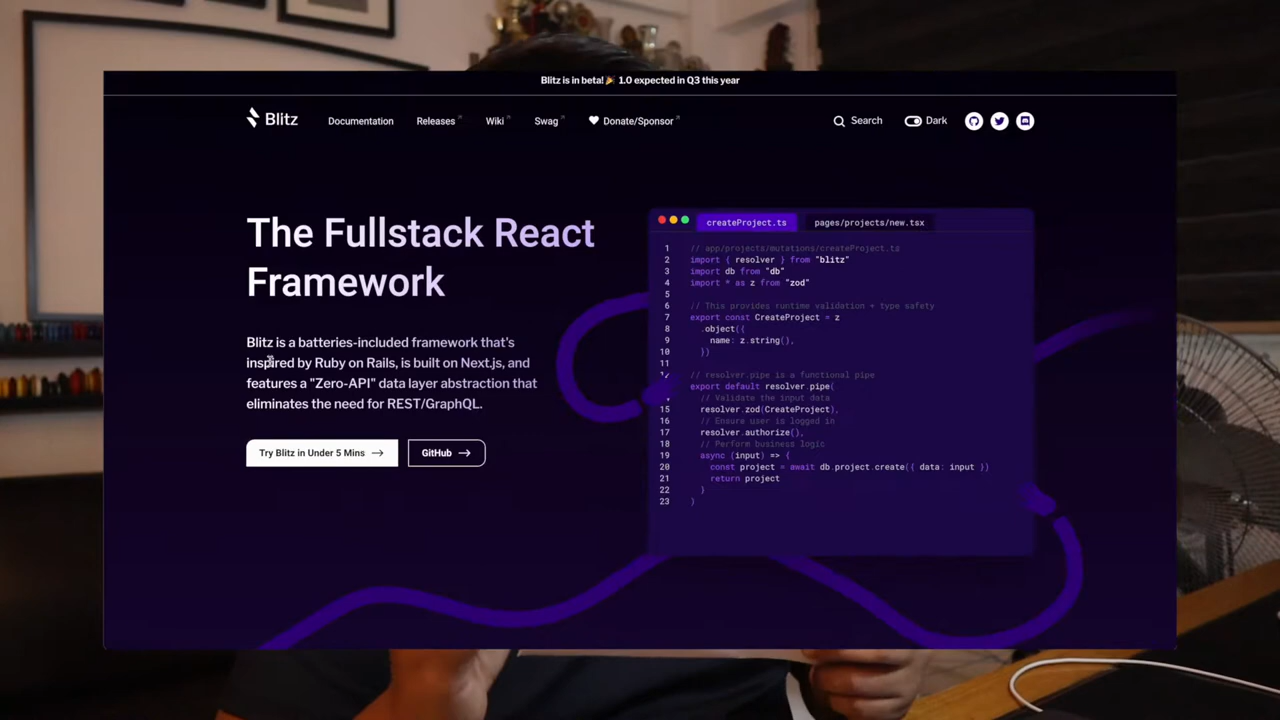 Blitz is in beta! 🎉 1.0 expected in Q3 this year
Blitz Documentation Releases Wiki Swag Donate/Sponsor Search Dark
The Fullstack React
Framework
Blitz is a batteries-included framework that's
inspired by Ruby on Rails, is built on Next.js, and
features a "Zero-API" data layer abstraction that
eliminates the need for REST/GraphQL.
Try Blitz in Under 5 Mins →
GitHub →
createProject.ts pages/projects/new.tsx
1 // app/projects/mutations/createProject.ts
2 import { resolver } from "blitz"
3 import db from "db"
4 import * as z from "zod"
5
6 // This provides runtime validation + type safety
7 export const CreateProject = z
8 .object({
9 name: z.string(),
10 })
11
12 // resolver.pipe is a functional pipe
export default resolver.pipe(
// Validate the input data
15 resolver.zod(CreateProject),
16 // Ensure user is logged in
17 resolver.authorize(),
18 // Perform business logic
19 async (input) => {
20 const project = await db.project.create({ data: input })
21 return project
22 }
23 )